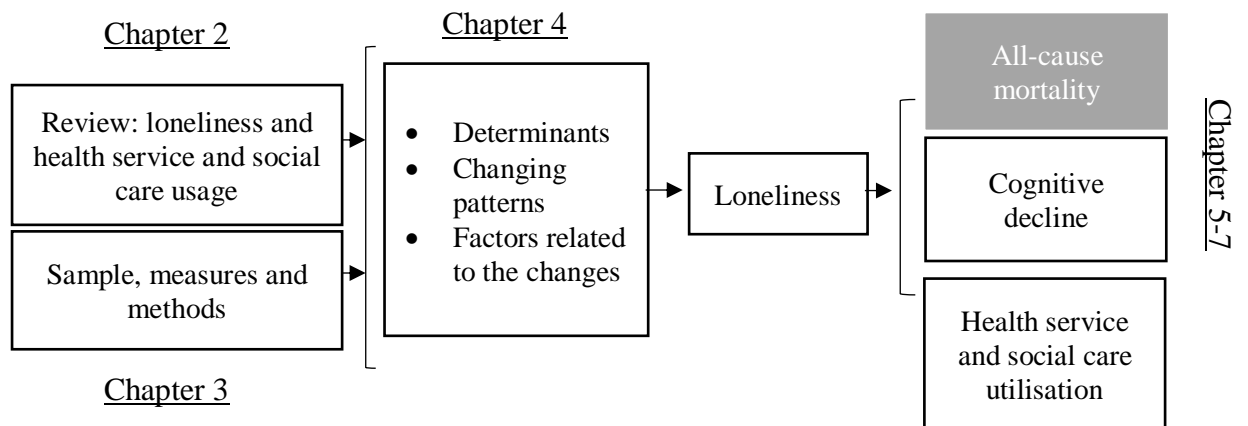 Chapter 2
Review: loneliness and
health service and social
care usage
Sample, measures and
methods
Chapter 3
Chapter 4
• Determinants
• Changing
patterns
• Factors related
to the changes
Loneliness
All-cause
mortality
Cognitive
decline
Health service
and social care
utilisation
Chapter 5-7